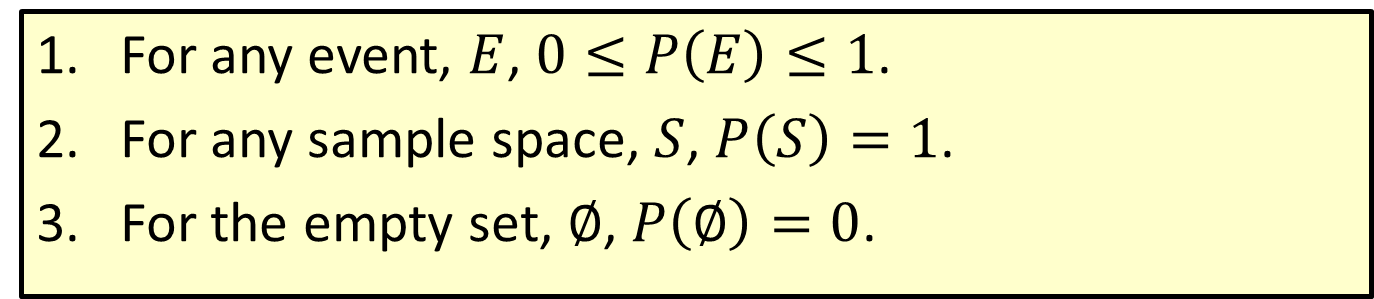 1. For any event, E, 0 ≤ P(E) ≤ 1.
2. For any sample space, S, P(S) = 1.
3. For the empty set, ∅, P(∅) = 0.